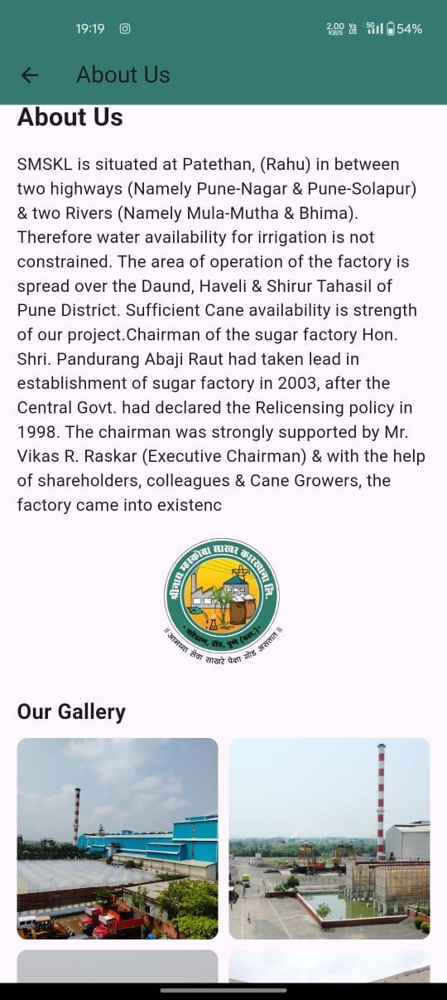 19:19
2.00 KB/S Vo LTE 5G 54%
About Us
About Us
SMSKL is situated at Patethan, (Rahu) in between
two highways (Namely Pune-Nagar & Pune-Solapur)
& two Rivers (Namely Mula-Mutha & Bhima).
Therefore water availability for irrigation is not
constrained. The area of operation of the factory is
spread over the Daund, Haveli & Shirur Tahasil of
Pune District. Sufficient Cane availability is strength
of our project.Chairman of the sugar factory Hon.
Shri. Pandurang Abaji Raut had taken lead in
establishment of sugar factory in 2003, after the
Central Govt. had declared the Relicensing policy in
1998. The chairman was strongly supported by Mr.
Vikas R. Raskar (Executive Chairman) & with the help
of shareholders, colleagues & Cane Growers, the
factory came into existenc
श्रीनाथ म्हस्कोबा साखर कारखाना लि.
पाटेठाण, दौंड, पुणे (महा.)
॥ आमच्या सेवा साखरे पेक्षा गोड असतात ॥
Our Gallery